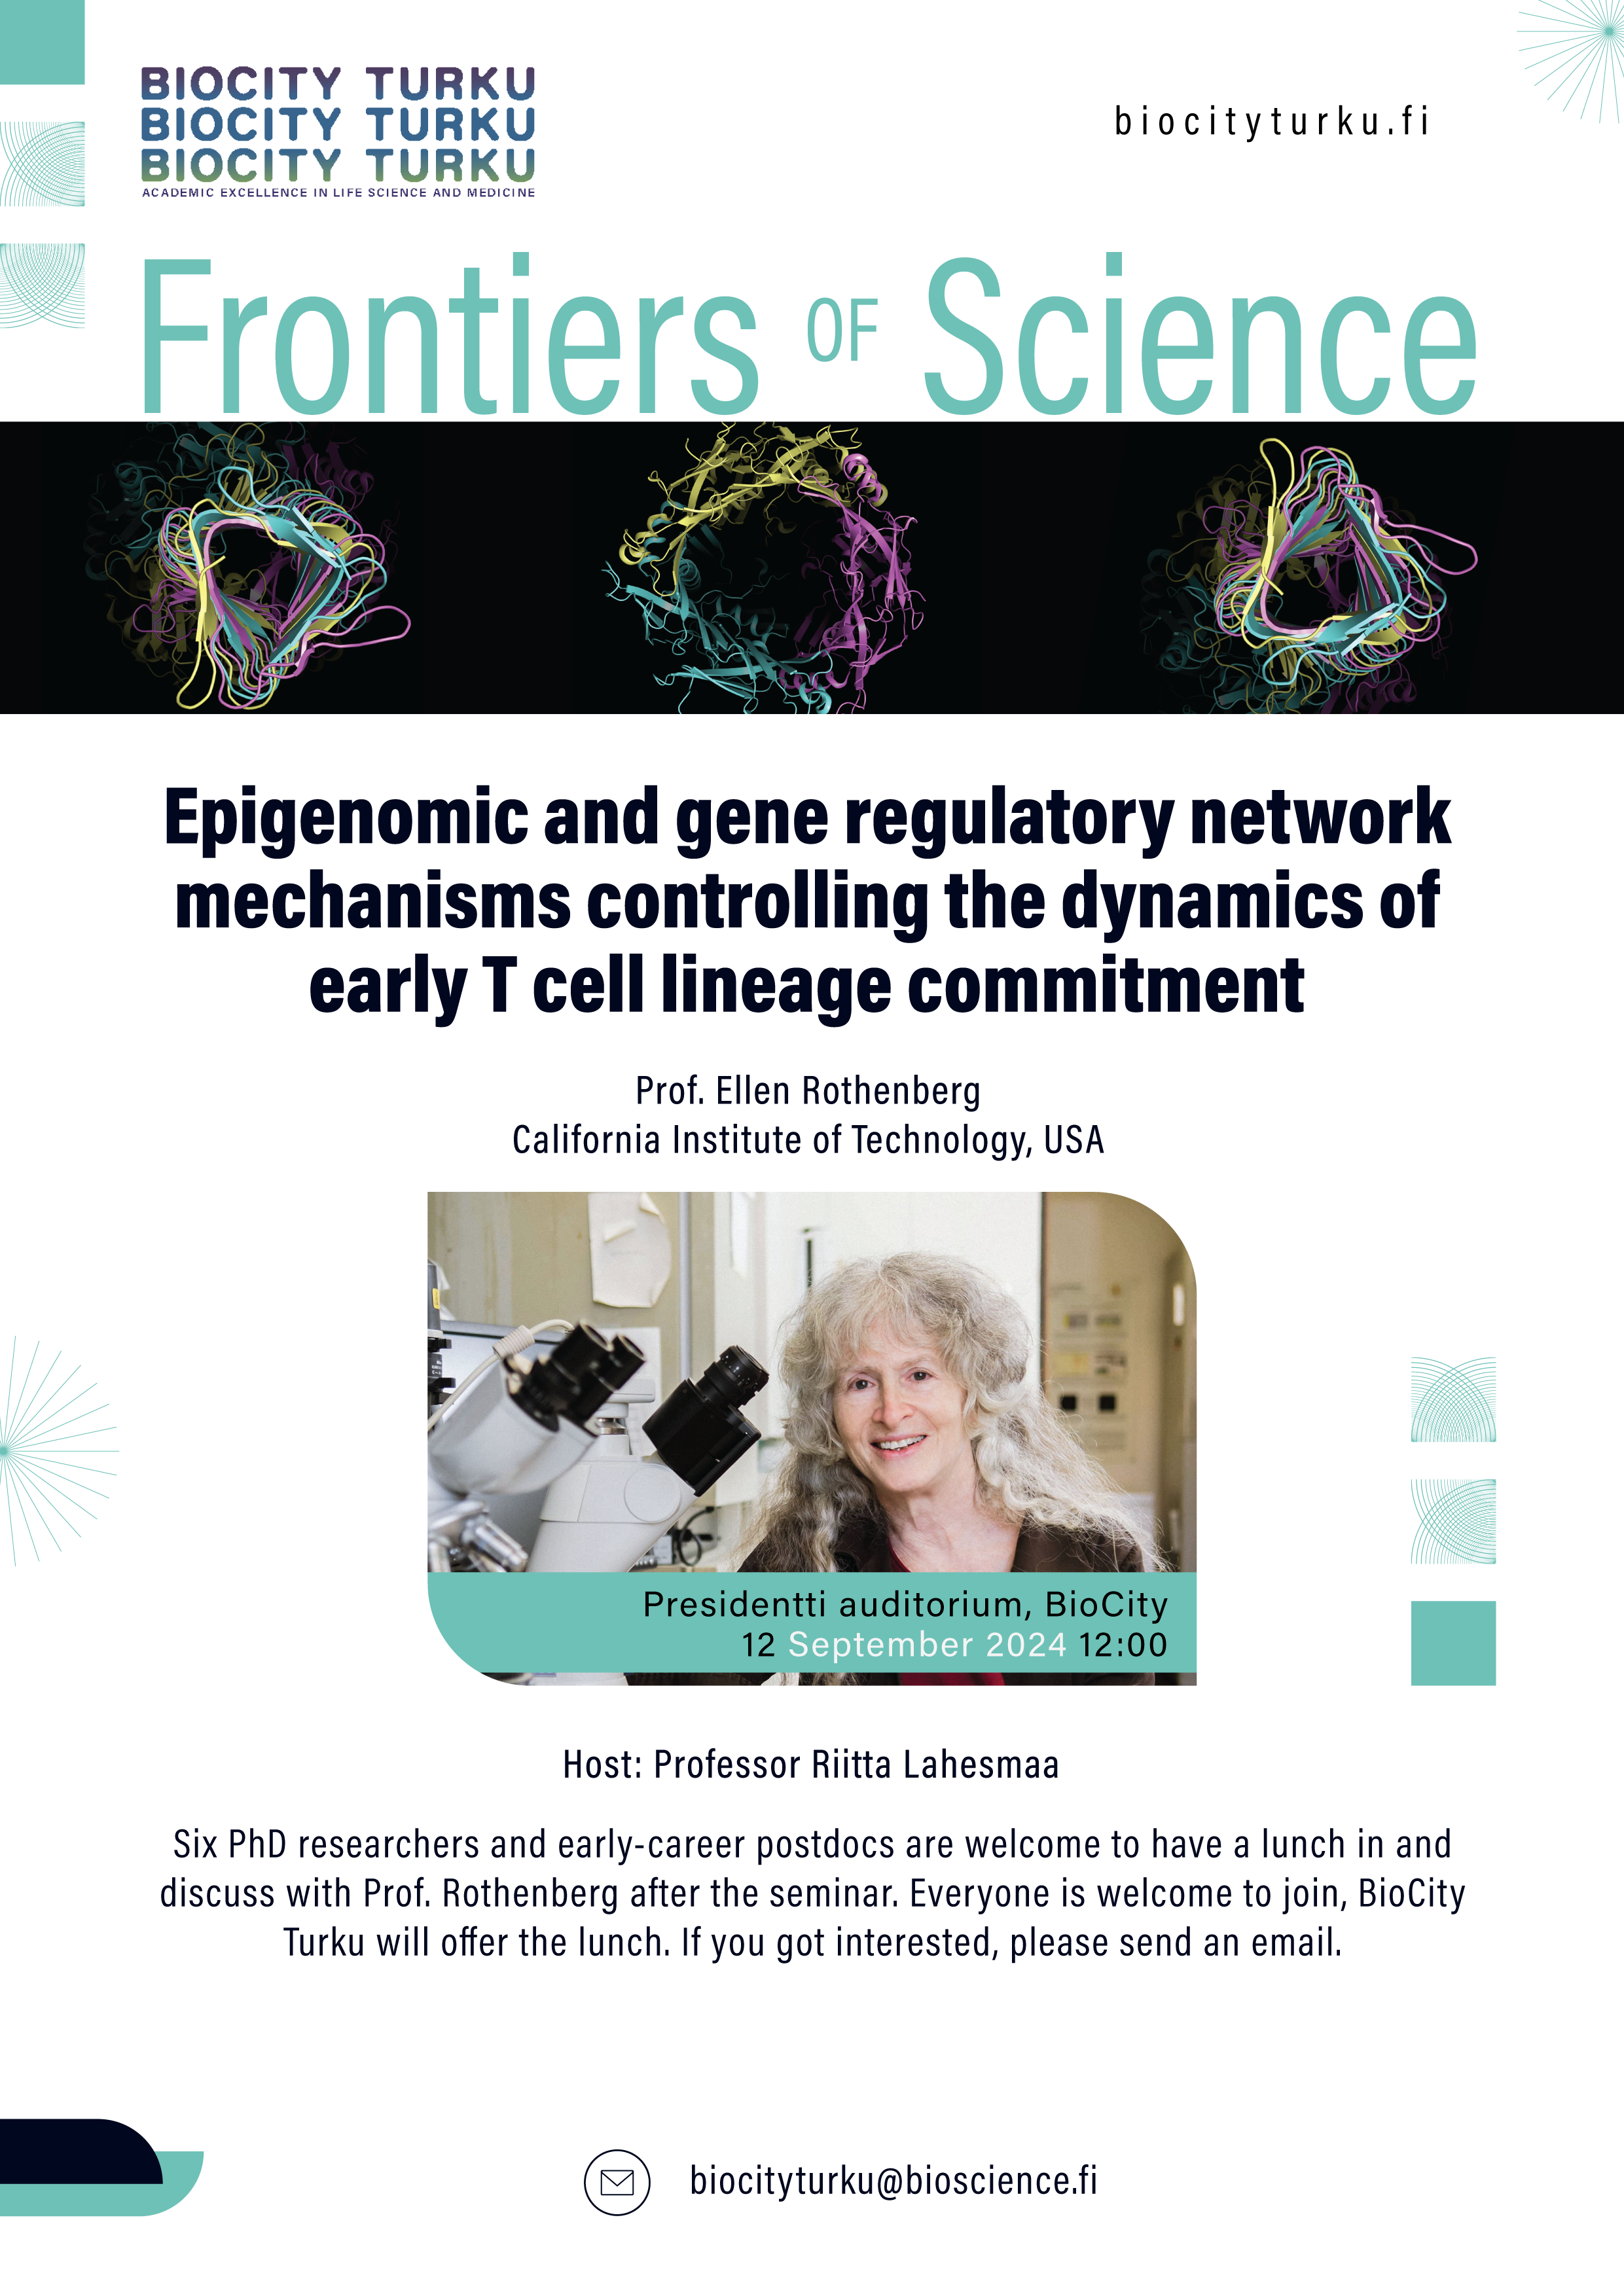 BIOCITY TURKU
BIOCITY TURKU
BIOCITY TURKU
ACADEMIC EXCELLENCE IN LIFE SCIENCE AND MEDICINE
biocityturku.fi
Frontiers OF Science
Epigenomic and gene regulatory network
mechanisms controlling the dynamics of
early T cell lineage commitment
Prof. Ellen Rothenberg
California Institute of Technology, USA
Presidentti auditorium, BioCity
12 September 2024 12:00
Host: Professor Riitta Lahesmaa
Six PhD researchers and early-career postdocs are welcome to have a lunch in and
discuss with Prof. Rothenberg after the seminar. Everyone is welcome to join, BioCity
Turku will offer the lunch. If you got interested, please send an email.
biocityturku@bioscience.fi